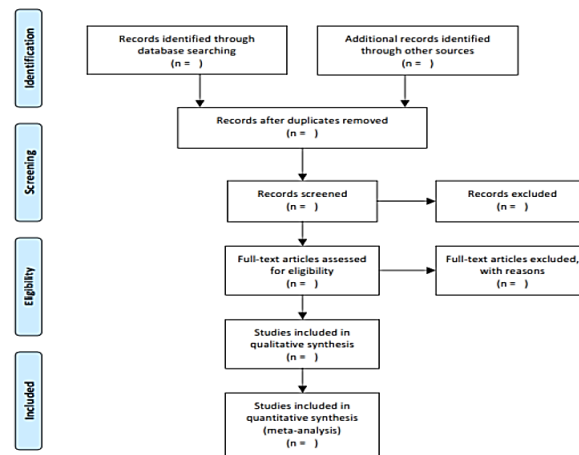 Identification
Records identified through
database searching
(n =   )
Additional records identified
through other sources
(n =   )
Records after duplicates removed
(n =   )
Screening
Records screened
(n =   )
Records excluded
(n =   )
Eligibility
Full-text articles assessed
for eligibility
(n =   )
Full-text articles excluded,
with reasons
(n =   )
Studies included in
qualitative synthesis
(n =   )
Included
Studies included in
quantitative synthesis
(meta-analysis)
(n =   )